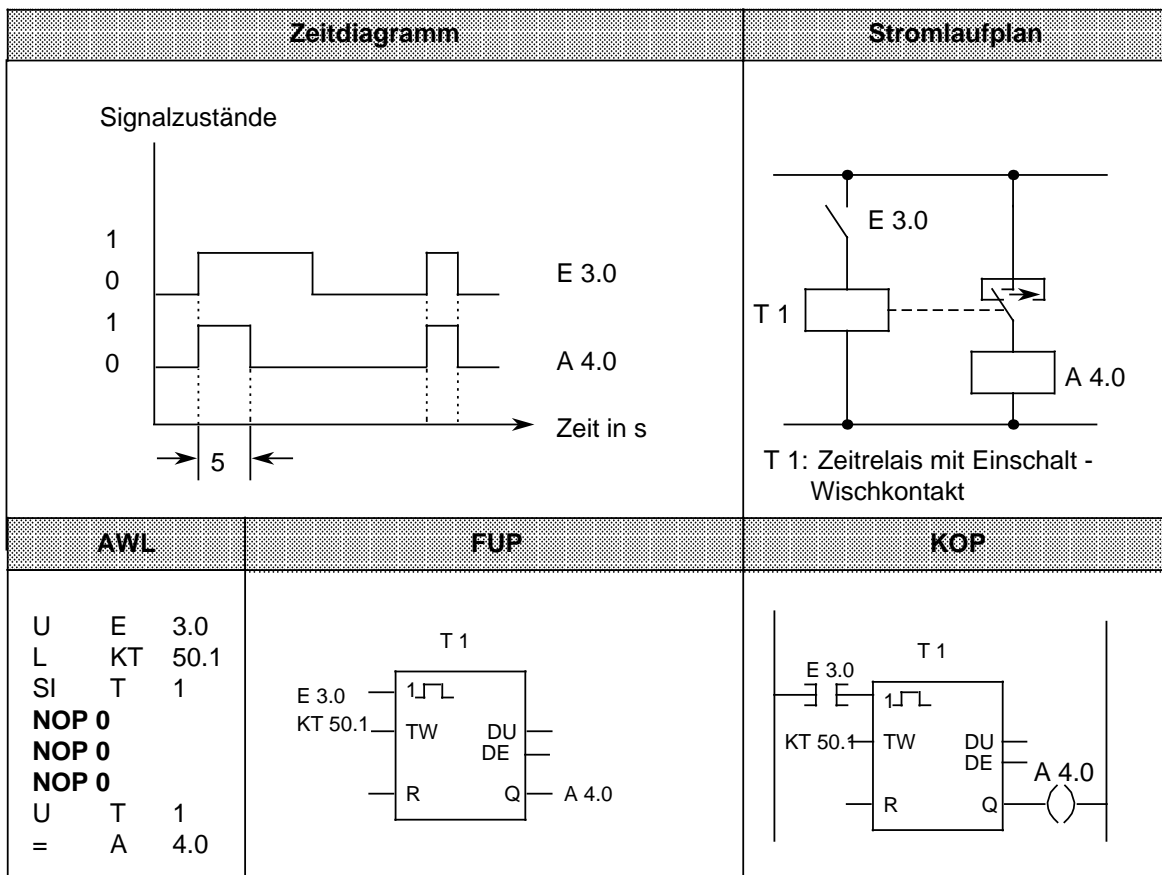 Zeitdiagramm
Stromlaufplan
Signalzustände
1
0
E 3.0
1
0
A 4.0
Zeit in s
5
E 3.0
T 1
A 4.0
T 1: Zeitrelais mit Einschalt -
Wischkontakt
AWL
FUP
KOP
U E 3.0
L KT 50.1
SI T 1
NOP 0
NOP 0
NOP 0
U T 1
= A 4.0
T 1
E 3.0
1
KT 50.1
TW
DU
DE
R
Q
A 4.0
T 1
E 3.0
1
KT 50.1
TW
DU
DE
A 4.0
R
Q